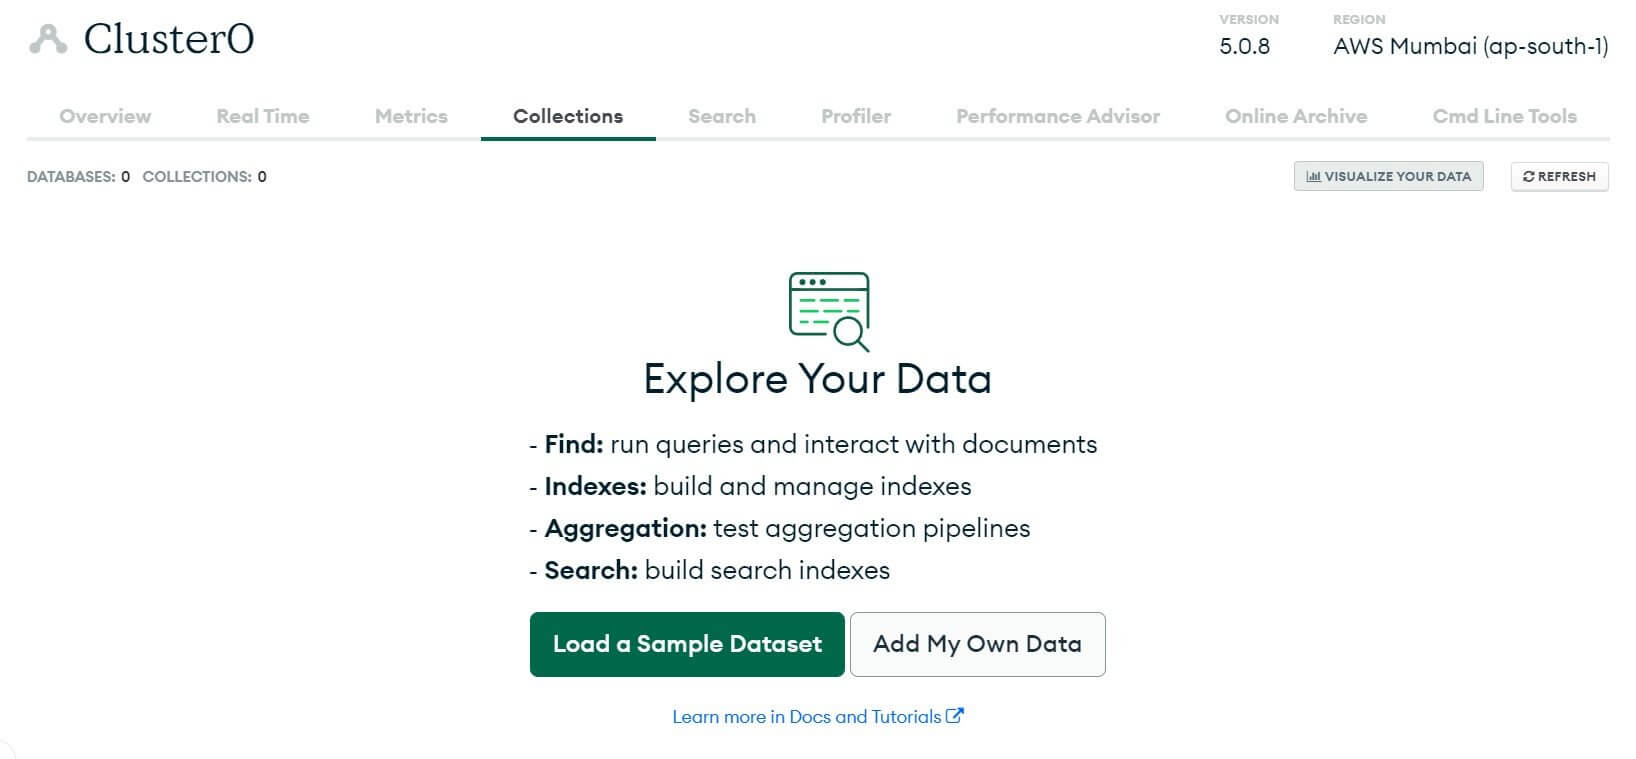 Cluster0
VERSION
5.0.8
REGION
AWS Mumbai (ap-south-1)
Overview Real Time Metrics Collections Search Profiler Performance Advisor Online Archive Cmd Line Tools
DATABASES: 0 COLLECTIONS: 0
VISUALIZE YOUR DATA
REFRESH
Explore Your Data
- Find: run queries and interact with documents
- Indexes: build and manage indexes
- Aggregation: test aggregation pipelines
- Search: build search indexes
Load a Sample Dataset
Add My Own Data
Learn more in Docs and Tutorials